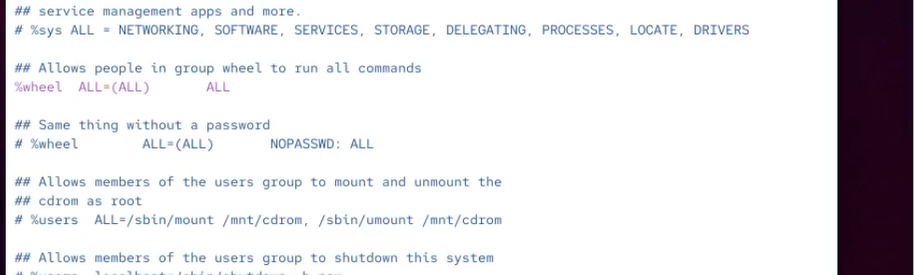 ## service management apps and more.
# %sys ALL = NETWORKING, SOFTWARE, SERVICES, STORAGE, DELEGATING, PROCESSES, LOCATE, DRIVERS
## Allows people in group wheel to run all commands
%wheel ALL=(ALL) ALL
## Same thing without a password
# %wheel ALL=(ALL) NOPASSWD: ALL
## Allows members of the users group to mount and unmount the
## cdrom as root
# %users ALL=/sbin/mount /mnt/cdrom, /sbin/umount /mnt/cdrom
## Allows members of the users group to shutdown this system